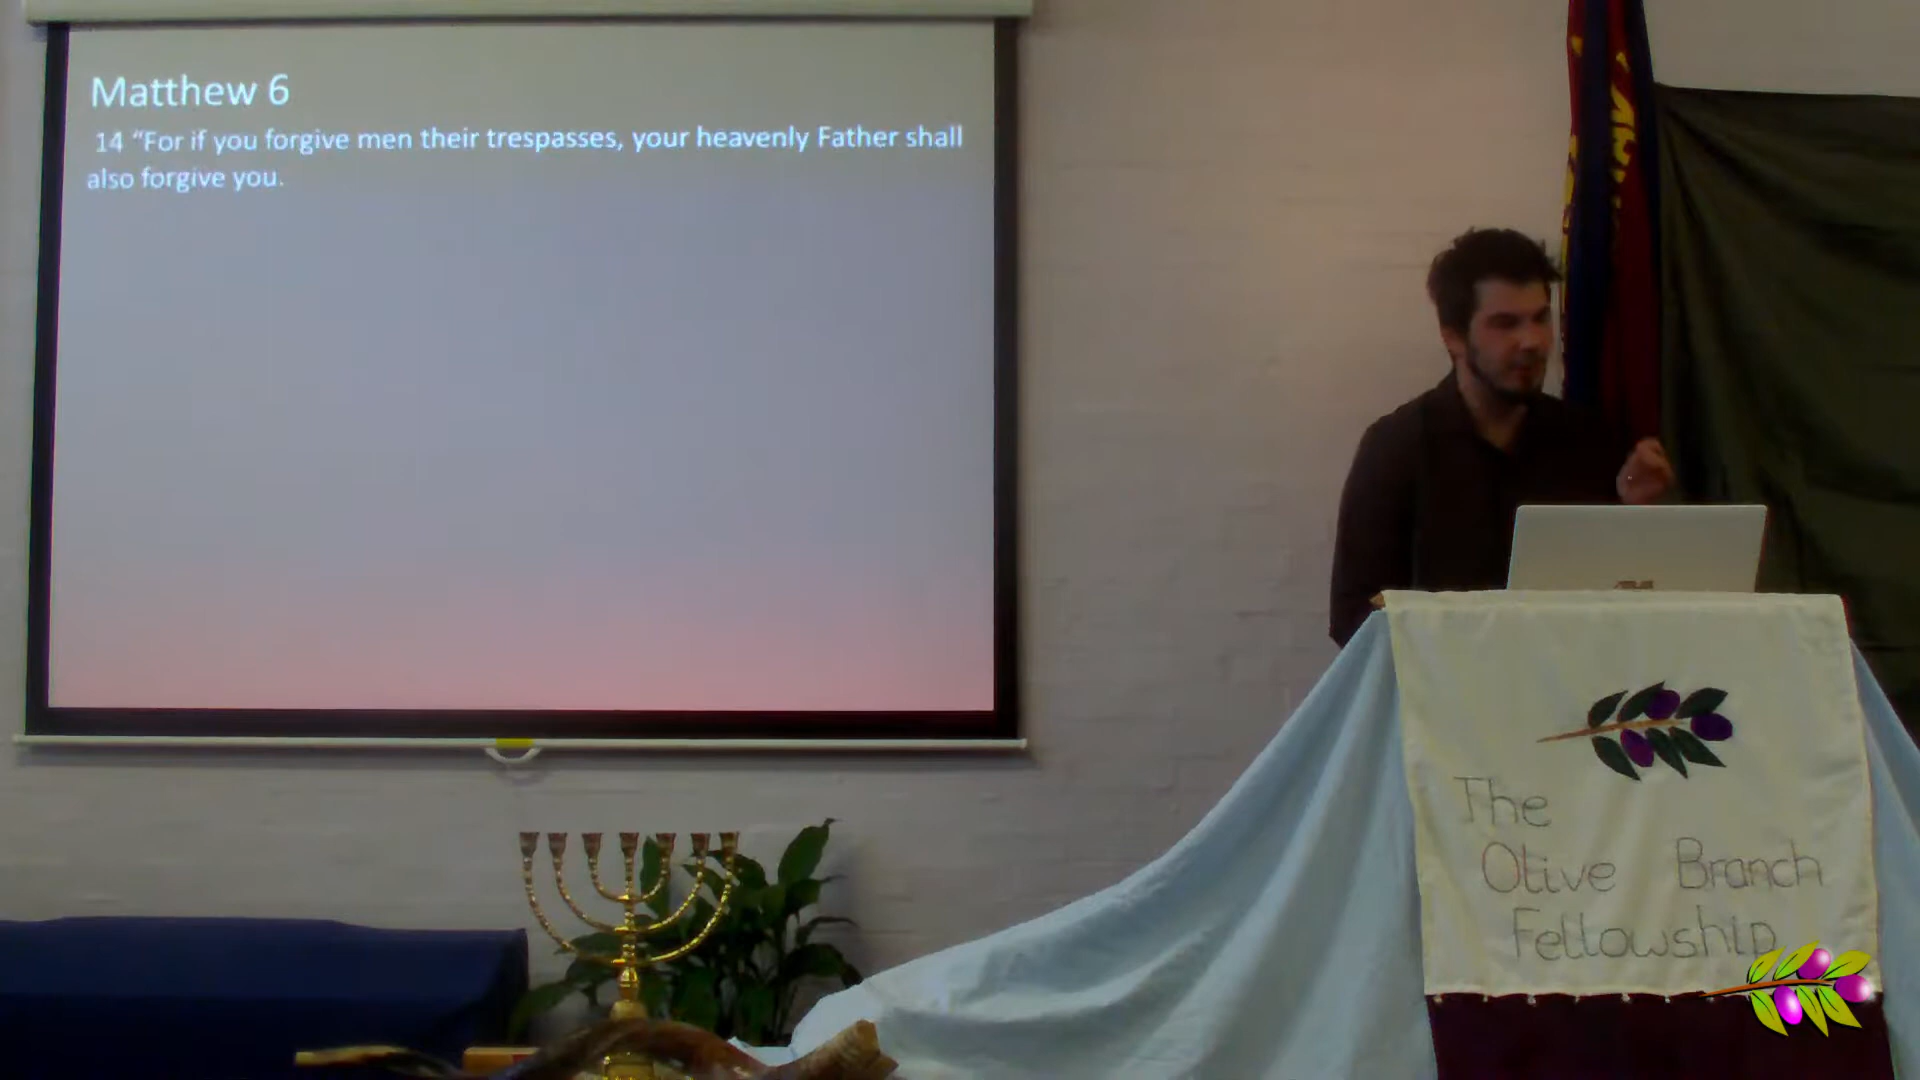 Matthew 6
14 “For if you forgive men their trespasses, your heavenly Father shall
also forgive you.
The
Olive Branch
Fellowship